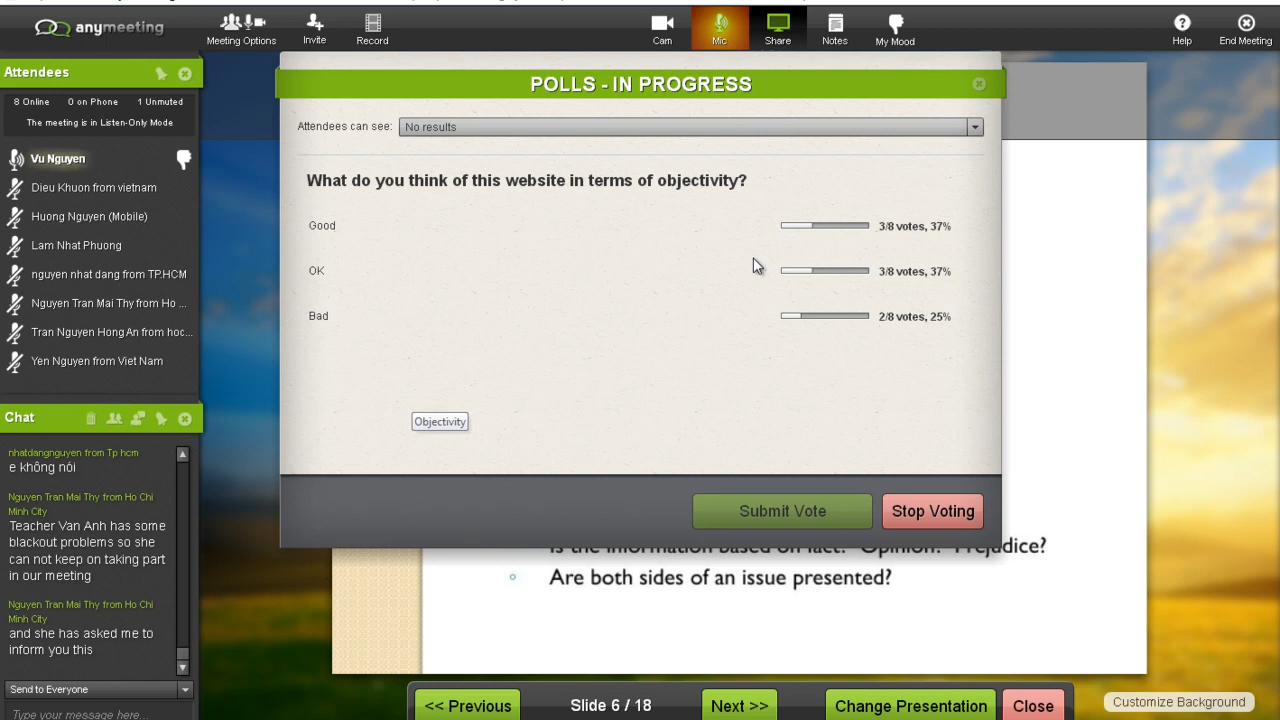 anymeeting
Meeting Options
Invite
Record
Cam
Mic
Share
Notes
My Mood
Help
End Meeting
Attendees
8 Online 0 on Phone 1 Unmuted
The meeting is in Listen-Only Mode
Vu Nguyen
Dieu Khuon from vietnam
Huong Nguyen (Mobile)
Lam Nhat Phuong
nguyen nhat dang from TP.HCM
Nguyen Tran Mai Thy from Ho ...
Tran Nguyen Hong An from hoc...
Yen Nguyen from Viet Nam
Chat
nhatdangnguyen from Tp hcm
e không nói
Nguyen Tran Mai Thy from Ho Chi
Minh City
Teacher Van Anh has some
blackout problems so she
can not keep on taking part
in our meeting
Nguyen Tran Mai Thy from Ho Chi
Minh City
and she has asked me to
inform you this
Send to Everyone
Type your message here...
POLLS - IN PROGRESS
Attendees can see: No results
What do you think of this website in terms of objectivity?
Good 3/8 votes, 37%
OK 3/8 votes, 37%
Bad 2/8 votes, 25%
Objectivity
Submit Vote
Stop Voting
Is the information based on fact? Opinion? Prejudice?
Are both sides of an issue presented?
<< Previous
Slide 6 / 18
Next >>
Change Presentation
Close
Customize Background